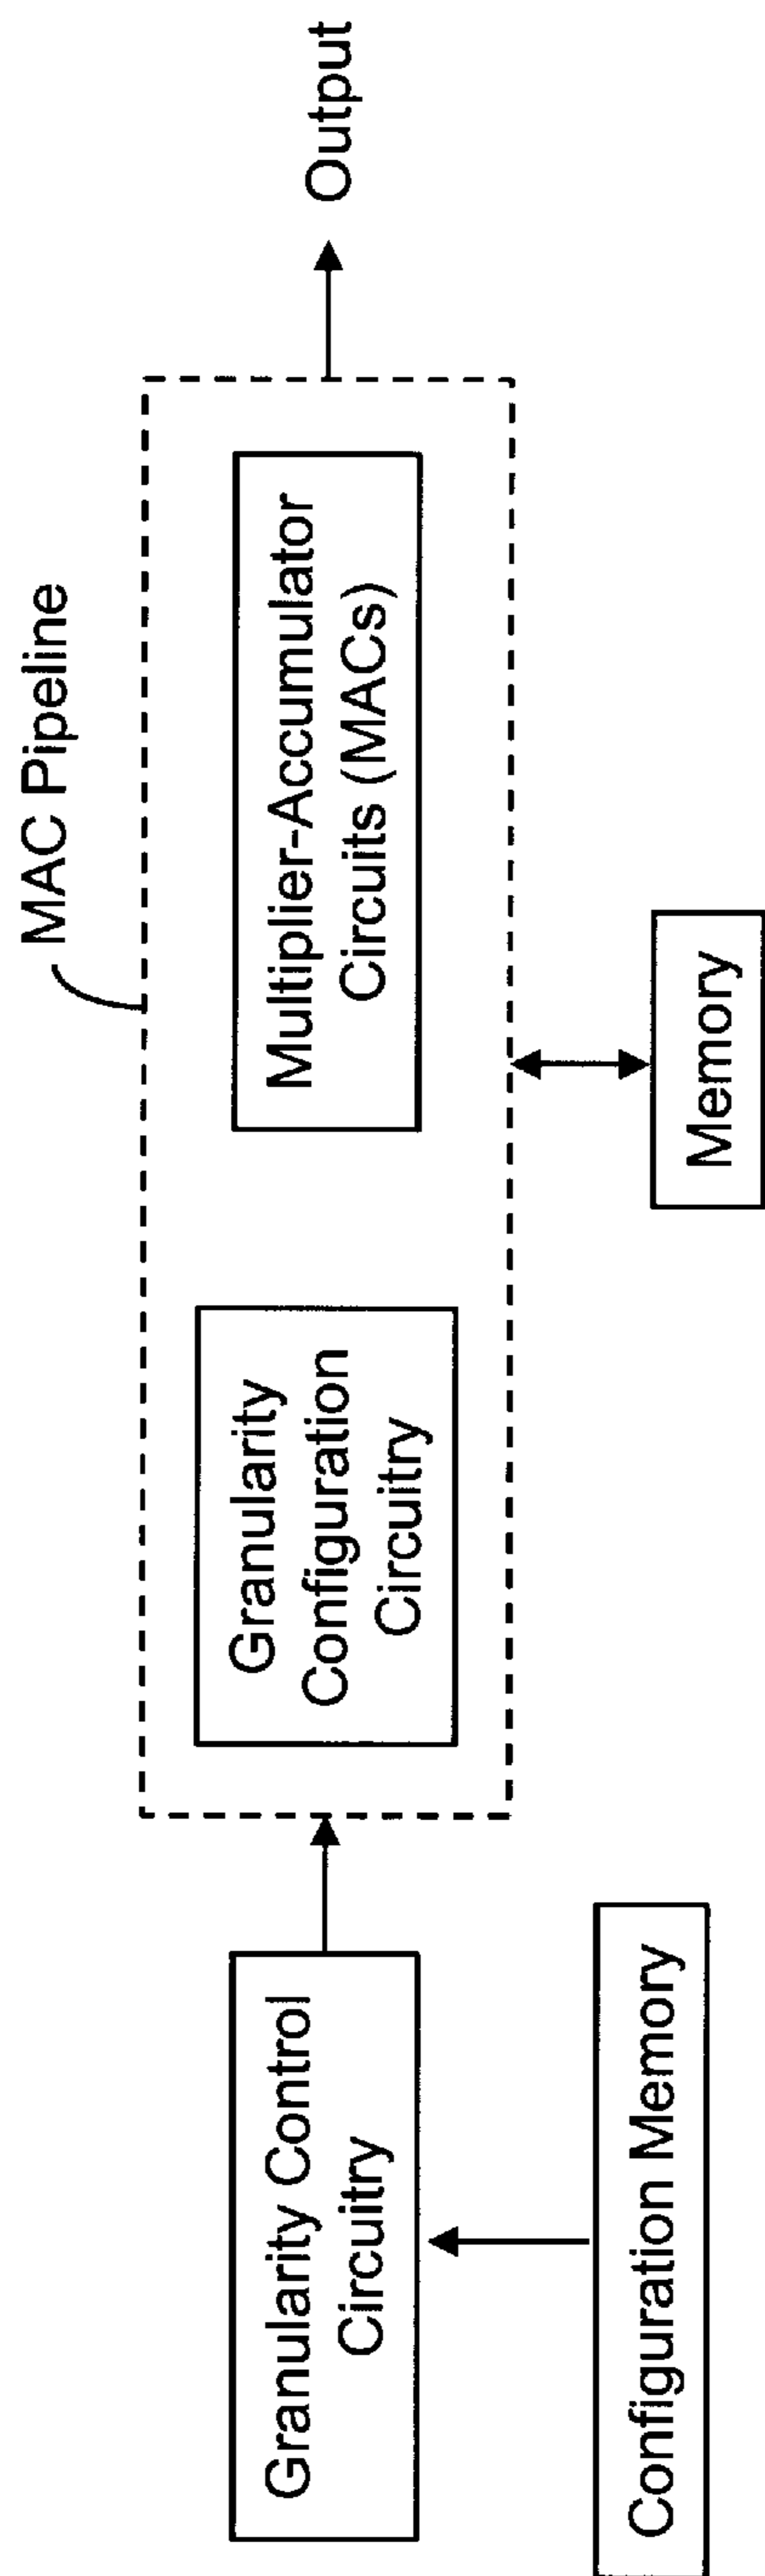 MAC Pipeline
Granularity Control
Circuitry
Granularity
Configuration
Circuitry
Multiplier-Accumulator
Circuits (MACs)
Output
Configuration Memory
Memory